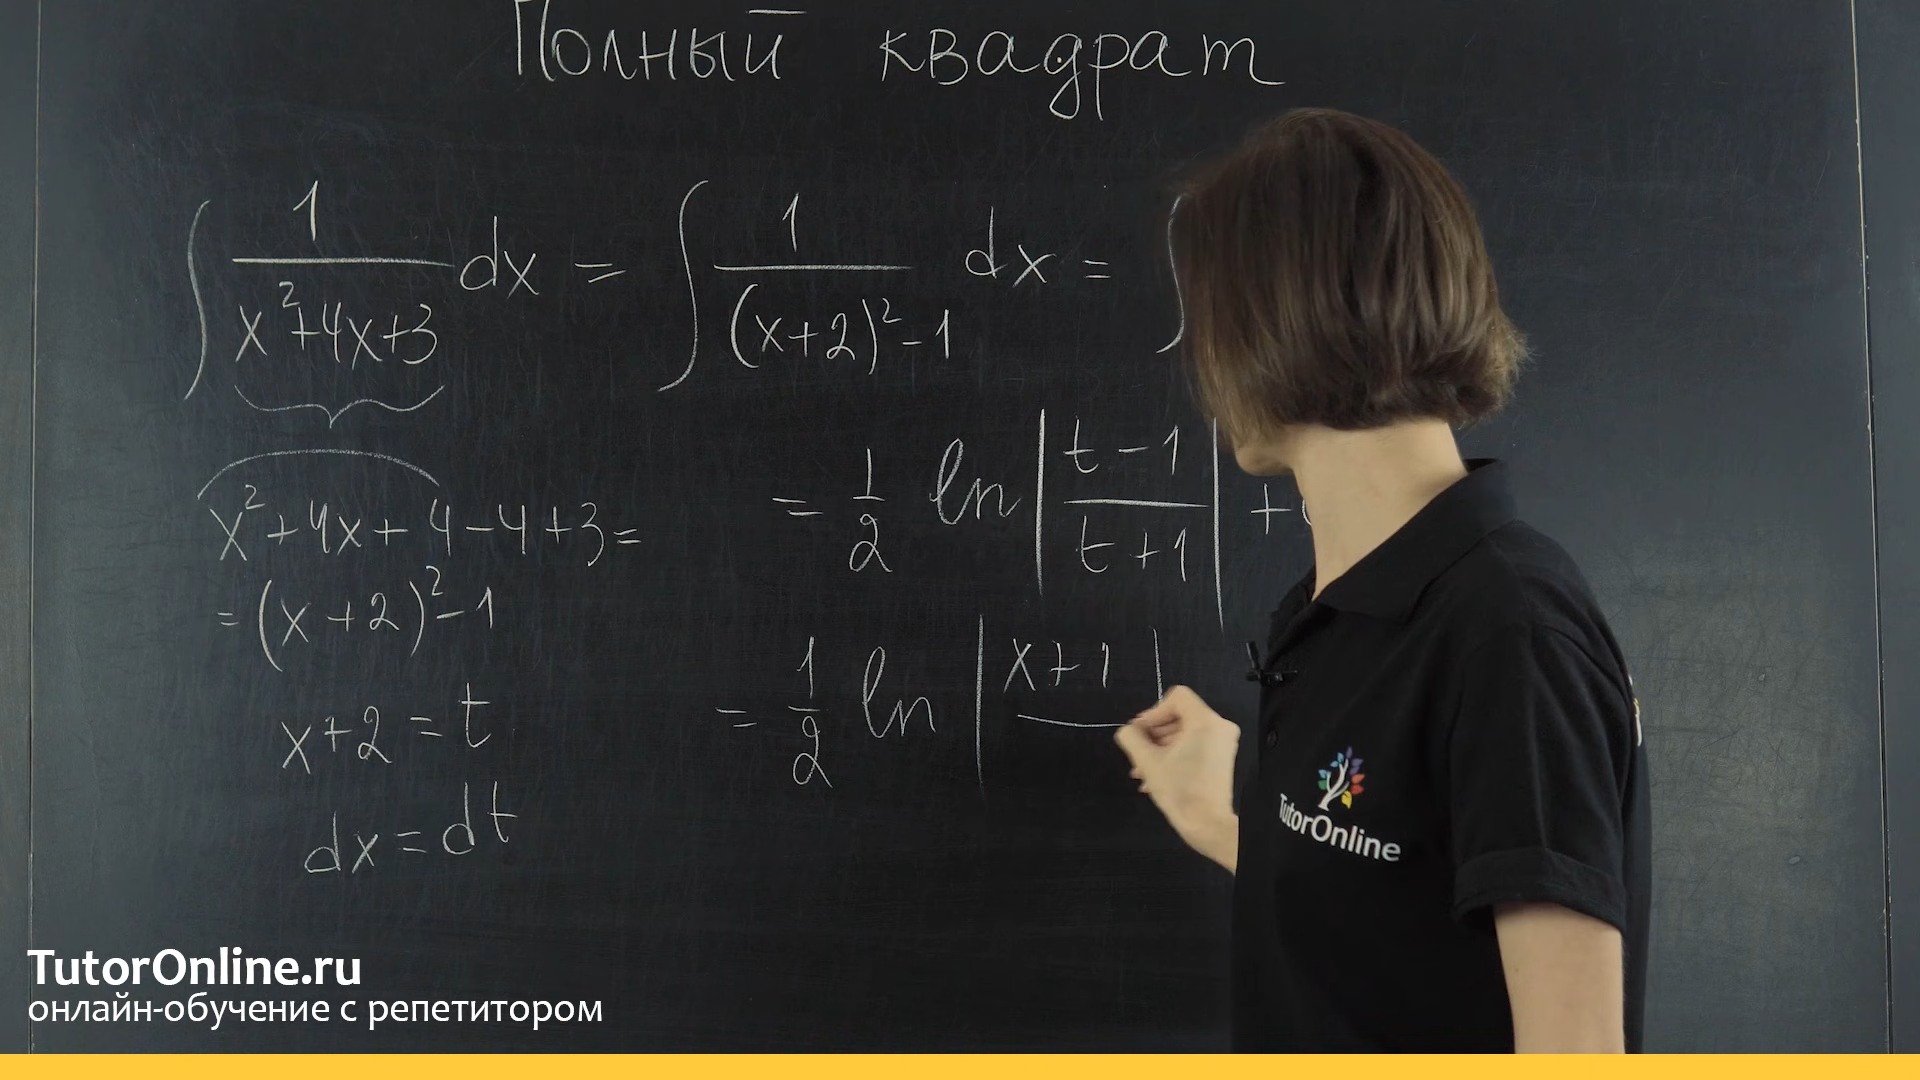 Полный квадрат
∫ 1/(x²+4x+3) dx = ∫ 1/((x+2)²-1) dx = ∫
x²+4x+4-4+3=
=(x+2)²-1
x+2=t
dx=dt
= 1/2 ln |(t-1)/(t+1)| +
= 1/2 ln | x+1 |
TutorOnline
TutorOnline.ru
онлайн-обучение с репетитором